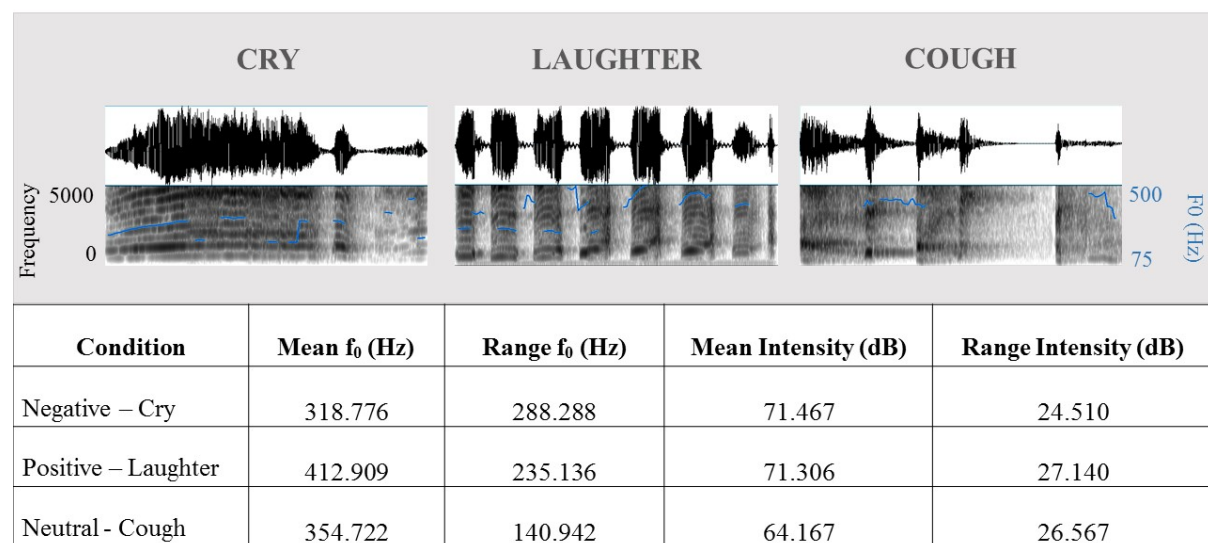 CRY LAUGHTER COUGH
Frequency
5000
0
500
75
F0 (Hz)
Condition Mean f₀ (Hz) Range f₀ (Hz) Mean Intensity (dB) Range Intensity (dB)
Negative – Cry 318.776 288.288 71.467 24.510
Positive – Laughter 412.909 235.136 71.306 27.140
Neutral - Cough 354.722 140.942 64.167 26.567